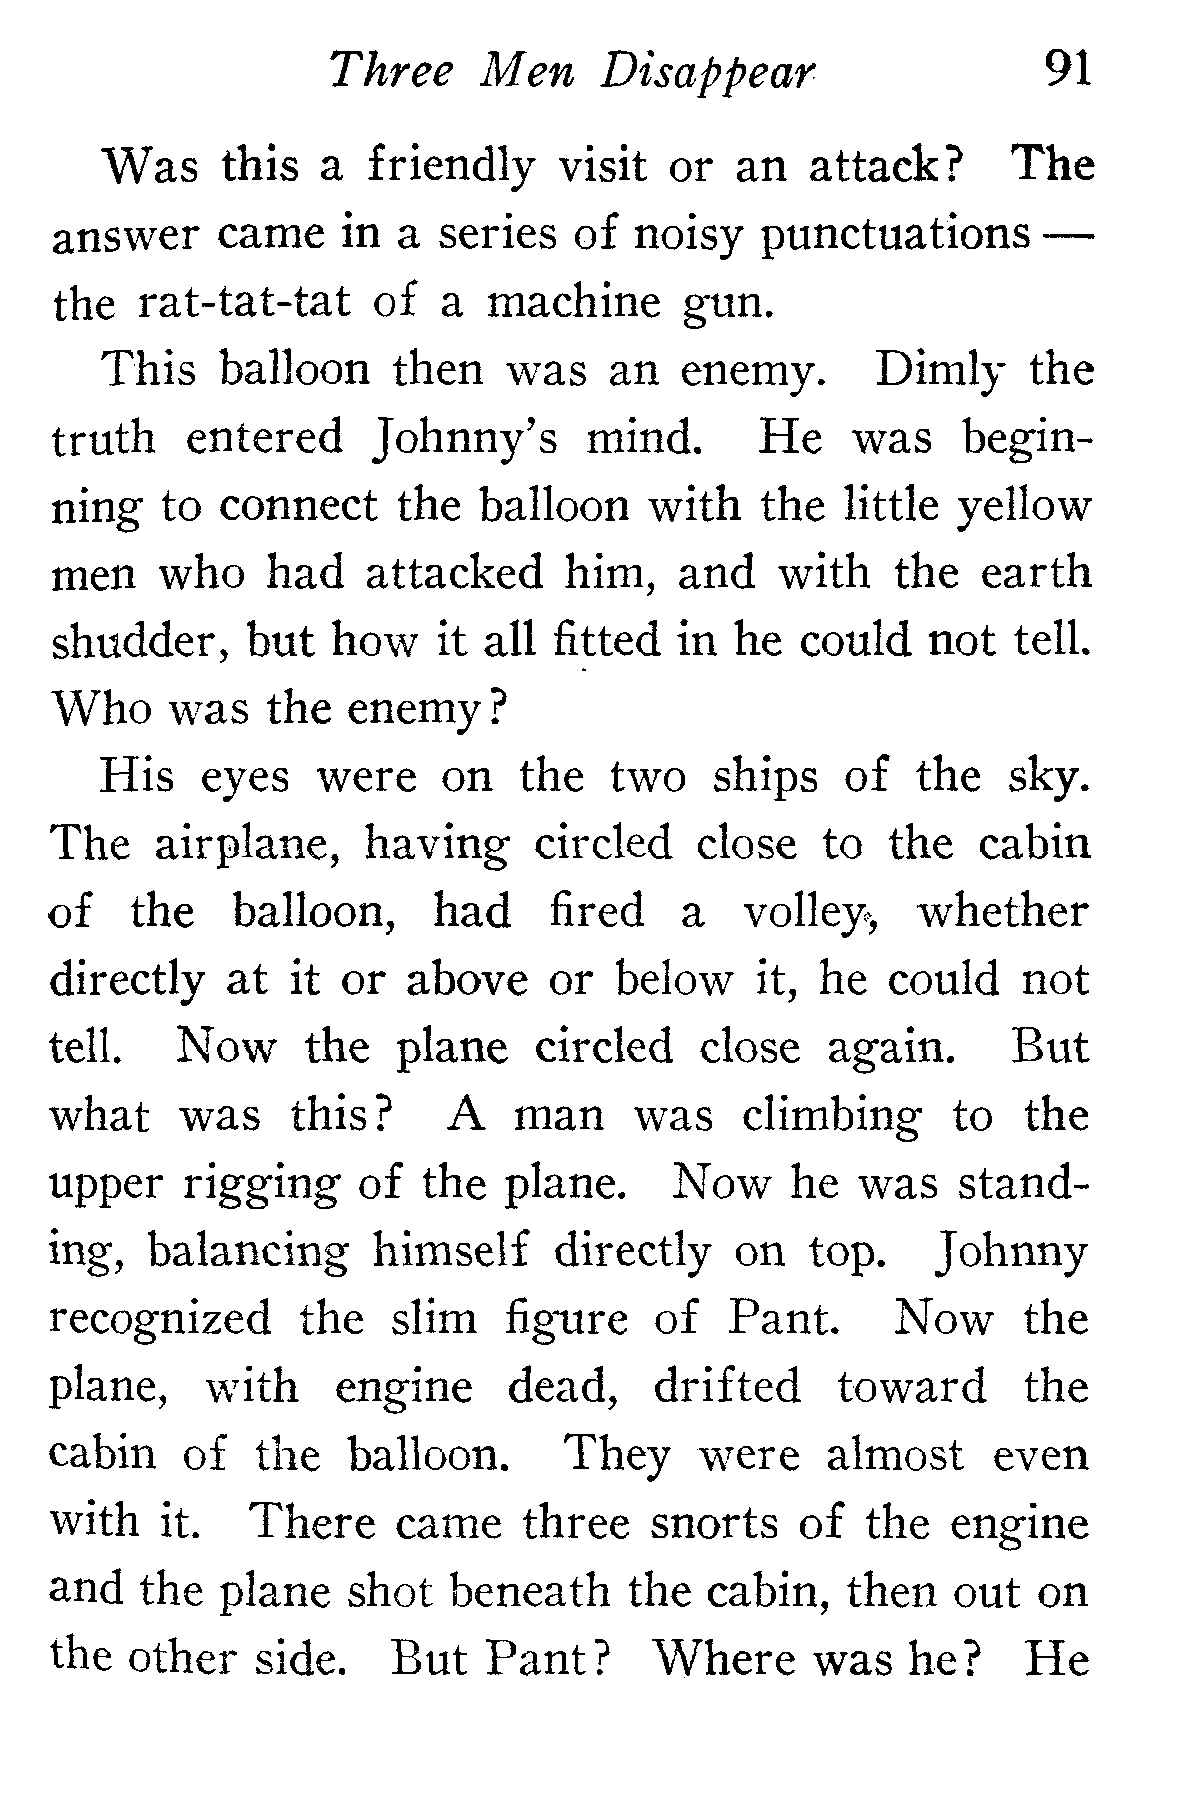 Three Men Disappear 91
Was this a friendly visit or an attack? The
answer came in a series of noisy punctuations —
the rat-tat-tat of a machine gun.
This balloon then was an enemy. Dimly the
truth entered Johnny's mind. He was begin-
ning to connect the balloon with the little yellow
men who had attacked him, and with the earth
shudder, but how it all fitted in he could not tell.
Who was the enemy?
His eyes were on the two ships of the sky.
The airplane, having circled close to the cabin
of the balloon, had fired a volley, whether
directly at it or above or below it, he could not
tell. Now the plane circled close again. But
what was this? A man was climbing to the
upper rigging of the plane. Now he was stand-
ing, balancing himself directly on top. Johnny
recognized the slim figure of Pant. Now the
plane, with engine dead, drifted toward the
cabin of the balloon. They were almost even
with it. There came three snorts of the engine
and the plane shot beneath the cabin, then out on
the other side. But Pant? Where was he? He